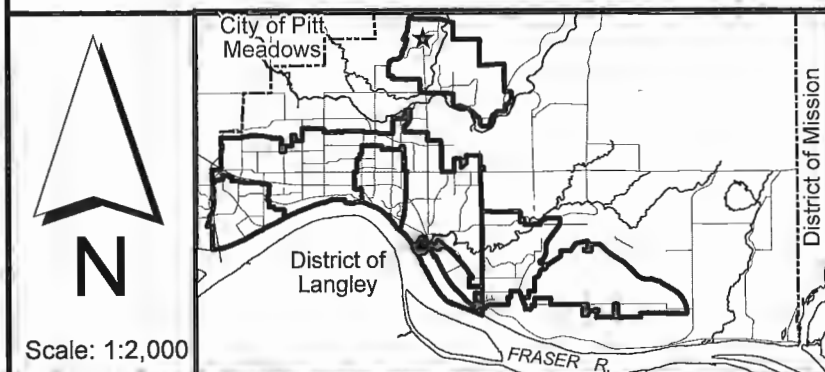 City of Pitt
Meadows
District of Mission
District of
Langley
FRASER R.
N
Scale: 1:2,000